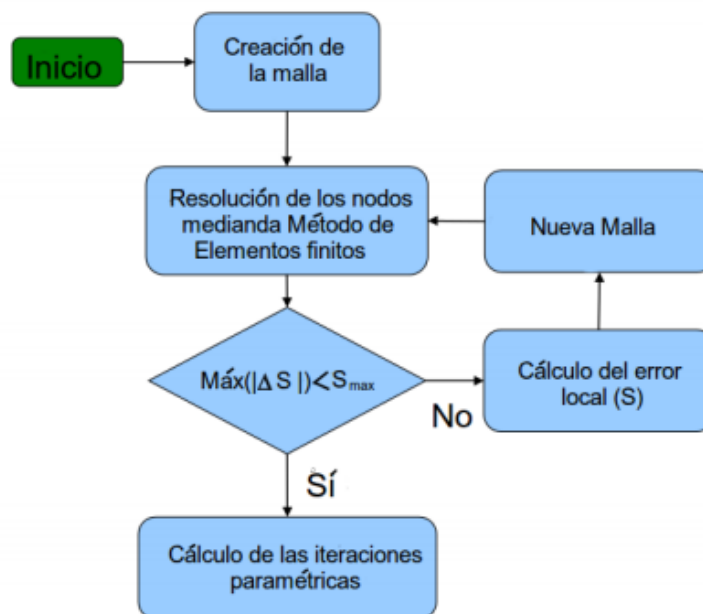 Inicio
Creación de
la malla
Resolución de los nodos
medianda Método de
Elementos finitos
Nueva Malla
Máx(|Δ S |)<S max
No
Cálculo del error
local (S)
Sí
Cálculo de las iteraciones
paramétricas